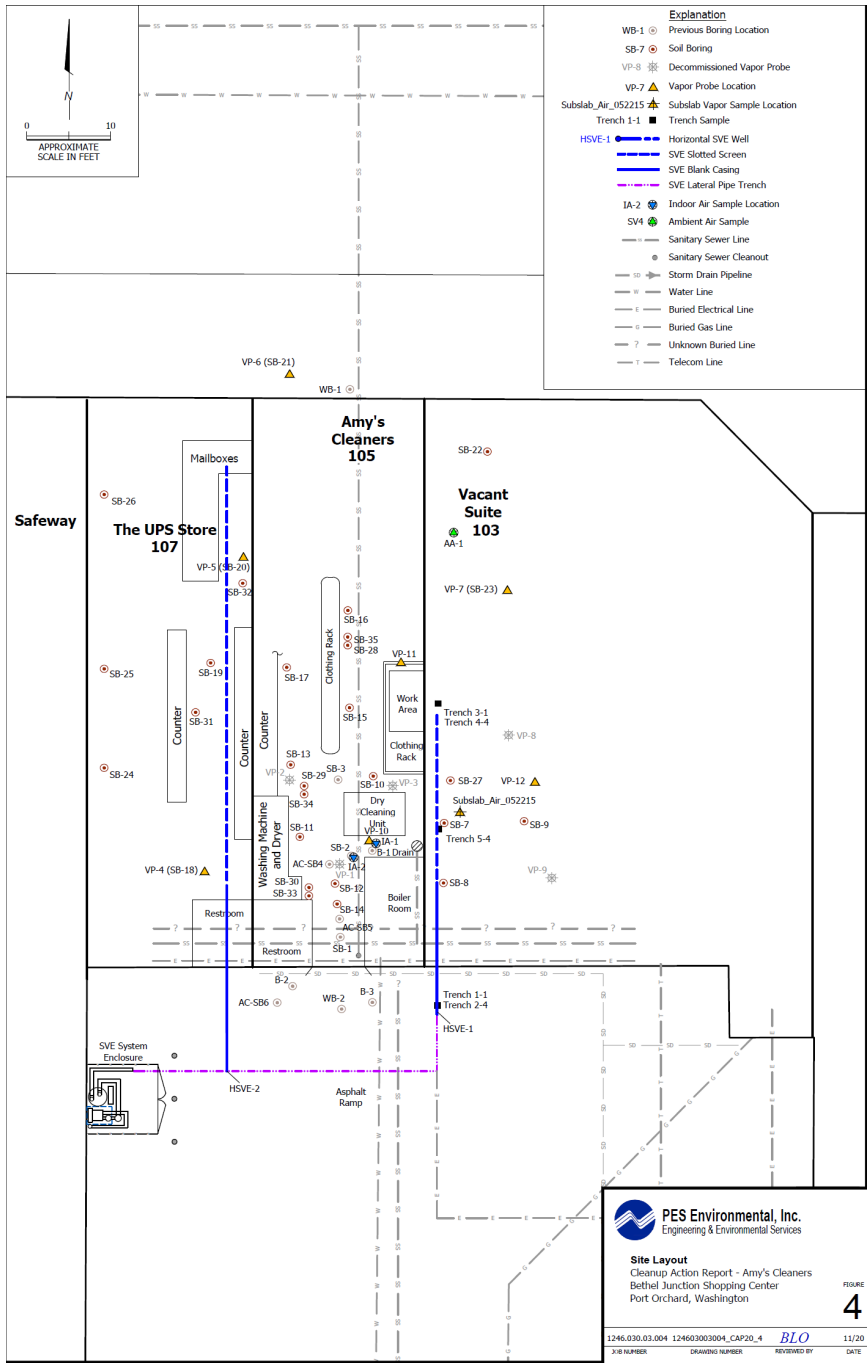 N
0 10
APPROXIMATE
SCALE IN FEET
Explanation
WB-1 Previous Boring Location
SB-7 Soil Boring
VP-8 Decommissioned Vapor Probe
VP-7 Vapor Probe Location
Subslab_Air_052215 Subslab Vapor Sample Location
Trench 1-1 Trench Sample
HSVE-1 Horizontal SVE Well
SVE Slotted Screen
SVE Blank Casing
SVE Lateral Pipe Trench
IA-2 Indoor Air Sample Location
SV4 Ambient Air Sample
Sanitary Sewer Line
Sanitary Sewer Cleanout
SD Storm Drain Pipeline
W Water Line
E Buried Electrical Line
G Buried Gas Line
? Unknown Buried Line
T Telecom Line
VP-6 (SB-21)
WB-1
Amy's
Cleaners
105
Mailboxes
SB-22
SB-26
Safeway
The UPS Store
107
Vacant
Suite
103
AA-1
VP-5 (SB-20)
SB-32
VP-7 (SB-23)
Clothing Rack
SB-16
SB-35
SB-28
VP-11
SB-25
SB-19
SB-17
Work
Area
SB-31
SB-15
Trench 3-1
Trench 4-4
Counter
Counter
Counter
VP-8
Clothing
Rack
SB-24
SB-13
VP-2
SB-29
SB-3
SB-10
VP-3
SB-27
VP-12
SB-34
Dry
Cleaning
Unit
Subslab_Air_052215
SB-7
SB-9
Washing Machine
and Dryer
SB-11
VP-10
IA-1
Trench 5-4
SB-2
B-1
Drain
AC-SB4
VP-1
IA-2
VP-4 (SB-18)
VP-9
SB-30
SB-12
SB-8
SB-33
SB-14
Boiler
Room
Restroom
AC-SB5
Restroom
SB-1
B-2
AC-SB6
WB-2
B-3
Trench 1-1
Trench 2-4
HSVE-1
SVE System
Enclosure
HSVE-2
Asphalt
Ramp
PES Environmental, Inc.
Engineering & Environmental Services
Site Layout
Cleanup Action Report - Amy's Cleaners
Bethel Junction Shopping Center
Port Orchard, Washington
FIGURE
4
1246.030.03.004 124603003004_CAP20_4 BLO 11/20
JOB NUMBER DRAWING NUMBER REVIEWED BY DATE